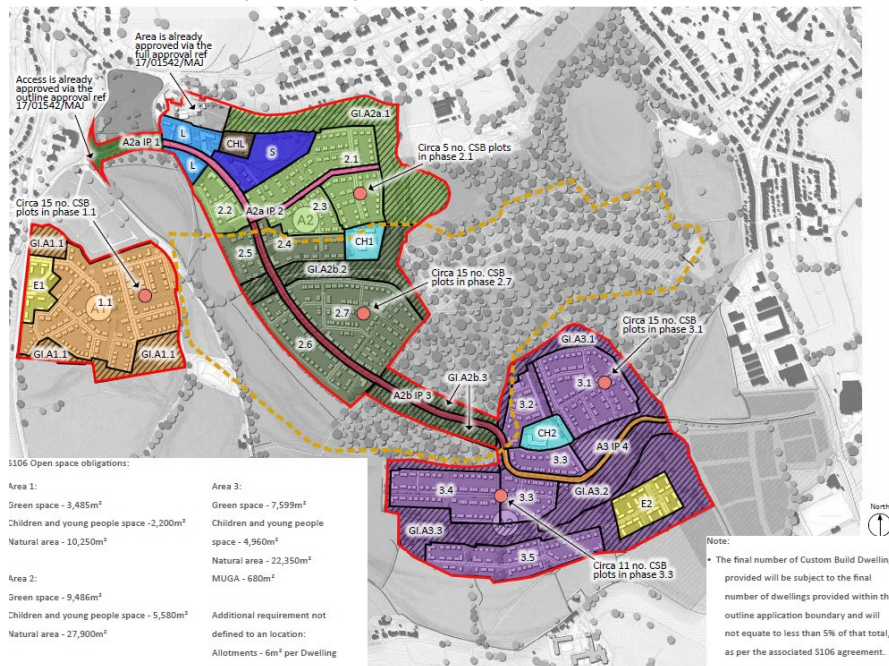 Area is already
approved via the
full approval ref
17/01542/MAJ
Access is already
approved via the
outline approval ref
17/01542/MAJ
A2a IP 1
L
L
CHL
S
GI.A2a.1
2.1
Circa 5 no. CSB plots
in phase 2.1
Circa 15 no. CSB
plots in phase 1.1
2.2
A2a IP 2
2.3
A2
2.4
CH1
2.5
GI.A2b.2
GI.A1.1
E1
1.1
A1
GI.A1.1
GI.A1.1
2.7
Circa 15 no. CSB
plots in phase 2.7
2.6
Circa 15 no. CSB
plots in phase 3.1
GI.A3.1
A2b IP 3
GI.A2b.3
3.1
3.2
CH2
3.3
A3 IP 4
3.4
3.3
GI.A3.2
E2
GI.A3.3
3.5
Circa 11 no. CSB
plots in phase 3.3
North
S106 Open space obligations:
Area 1:
Green space - 3,485m²
Children and young people space -2,200m²
Natural area - 10,250m²
Area 2:
Green space - 9,486m²
Children and young people space - 5,580m²
Natural area - 27,900m²
Area 3:
Green space - 7,599m²
Children and young people
space - 4,960m²
Natural area - 22,350m²
MUGA - 680m²
Additional requirement not
defined to an location:
Allotments - 6m² per Dwelling
Note:
• The final number of Custom Build Dwelling
provided will be subject to the final
number of dwellings provided within the
outline application boundary and will
not equate to less than 5% of that total,
as per the associated S106 agreement.